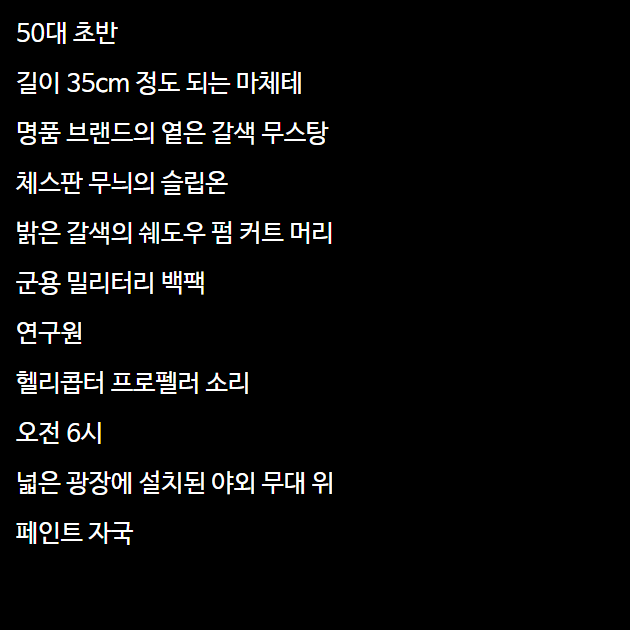 50대 초반
길이 35cm 정도 되는 마체테
명품 브랜드의 옅은 갈색 무스탕
체스판 무늬의 슬립온
밝은 갈색의 쉐도우 펌 커트 머리
군용 밀리터리 백팩
연구원
헬리콥터 프로펠러 소리
오전 6시
넓은 광장에 설치된 야외 무대 위
페인트 자국